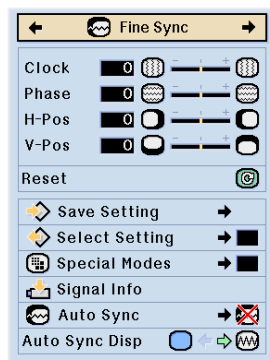 Fine Sync
Clock 0 - +
Phase 0 - +
H-Pos 0 - +
V-Pos 0 - +
Reset
Save Setting
Select Setting
Special Modes
Signal Info
Auto Sync
Auto Sync Disp